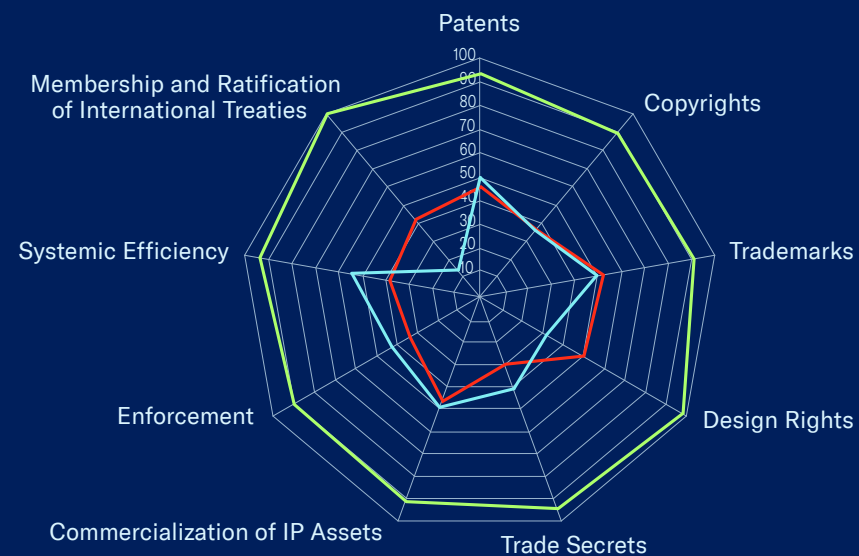 Patents
100
90
80
70
60
50
40
30
20
10
Copyrights
Membership and Ratification
of International Treaties
Trademarks
Systemic Efficiency
Design Rights
Enforcement
Trade Secrets
Commercialization of IP Assets